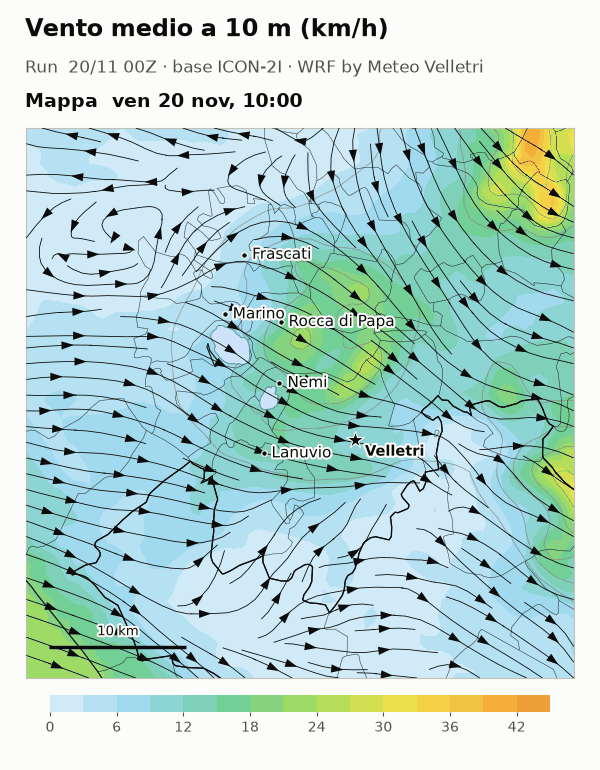 Vento medio a 10 m (km/h)
Run  20/11 00Z · base ICON-2I · WRF by Meteo Velletri
Mappa  ven 20 nov, 10:00
Frascati
Marino
Rocca di Papa
Nemi
Velletri
Lanuvio
10 km
0 6 12 18 24 30 36 42